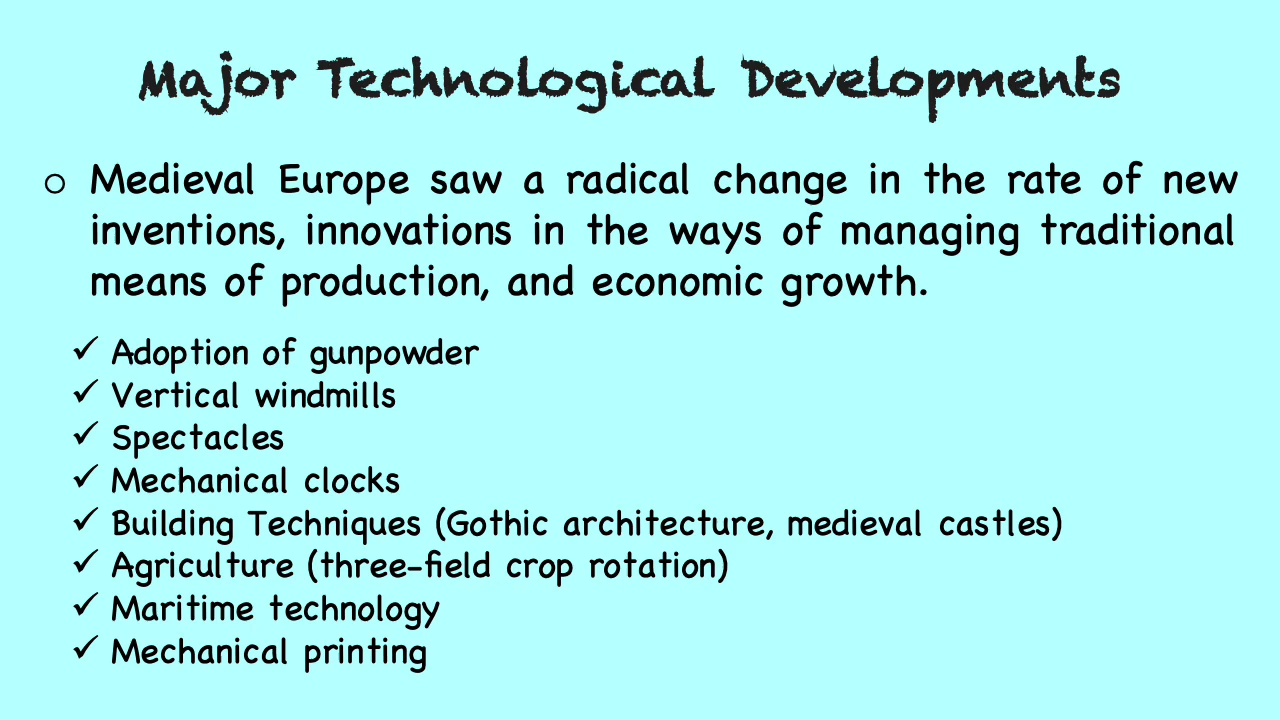 Major Technological Developments
○ Medieval Europe saw a radical change in the rate of new
inventions, innovations in the ways of managing traditional
means of production, and economic growth.
✓ Adoption of gunpowder
✓ Vertical windmills
✓ Spectacles
✓ Mechanical clocks
✓ Building Techniques (Gothic architecture, medieval castles)
✓ Agriculture (three-field crop rotation)
✓ Maritime technology
✓ Mechanical printing